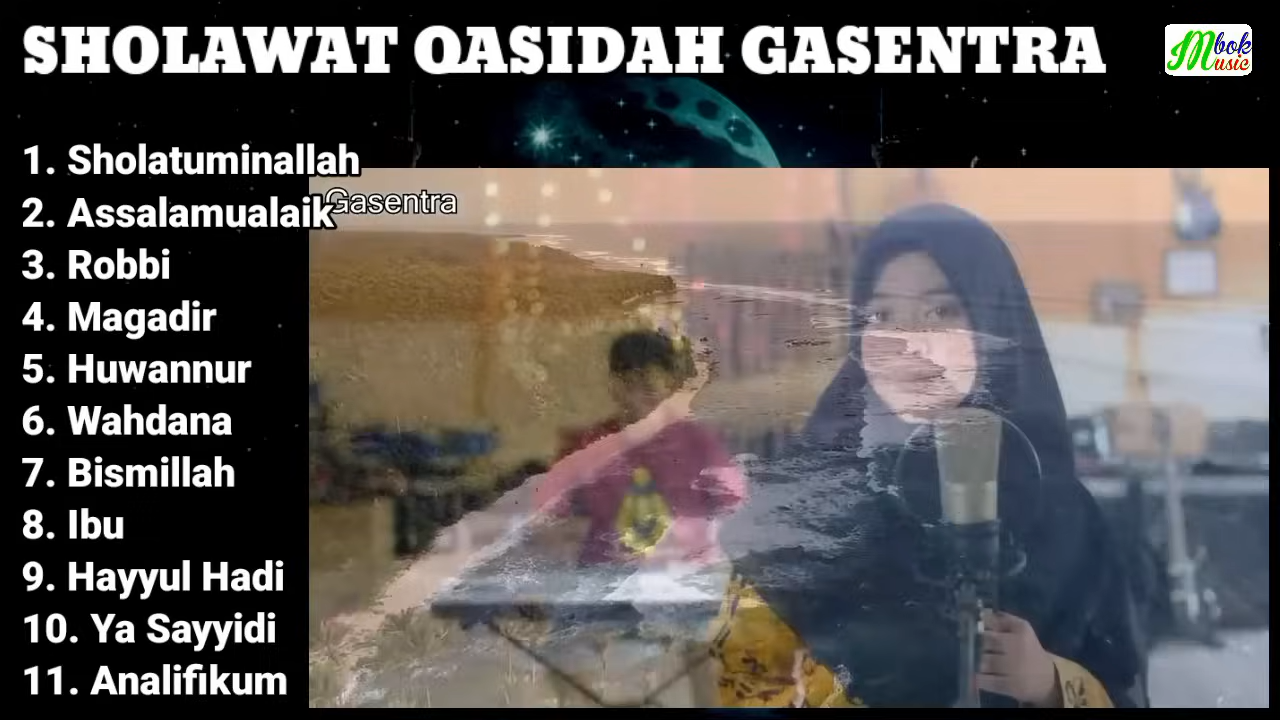 SHOLAWAT QASIDAH GASENTRA
Mbok
Music
1. Sholatuminallah
Gasentra
2. Assalamualaik
3. Robbi
4. Magadir
5. Huwannur
6. Wahdana
7. Bismillah
8. Ibu
9. Hayyul Hadi
10. Ya Sayyidi
11. Analifikum